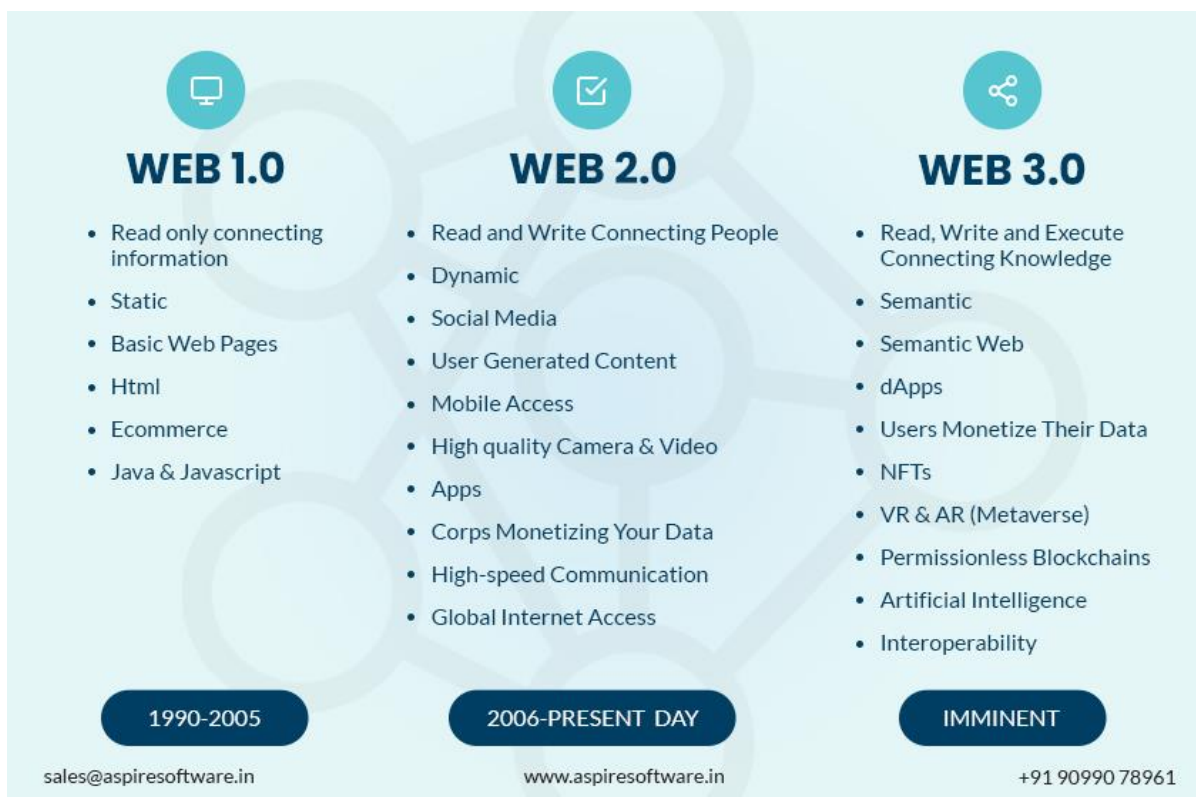 WEB 1.0
• Read only connecting
information
• Static
• Basic Web Pages
• Html
• Ecommerce
• Java & Javascript
1990-2005
WEB 2.0
• Read and Write Connecting People
• Dynamic
• Social Media
• User Generated Content
• Mobile Access
• High quality Camera & Video
• Apps
• Corps Monetizing Your Data
• High-speed Communication
• Global Internet Access
2006-PRESENT DAY
WEB 3.0
• Read, Write and Execute
Connecting Knowledge
• Semantic
• Semantic Web
• dApps
• Users Monetize Their Data
• NFTs
• VR & AR (Metaverse)
• Permissionless Blockchains
• Artificial Intelligence
• Interoperability
IMMINENT
sales@aspiresoftware.in
www.aspiresoftware.in
+91 90990 78961